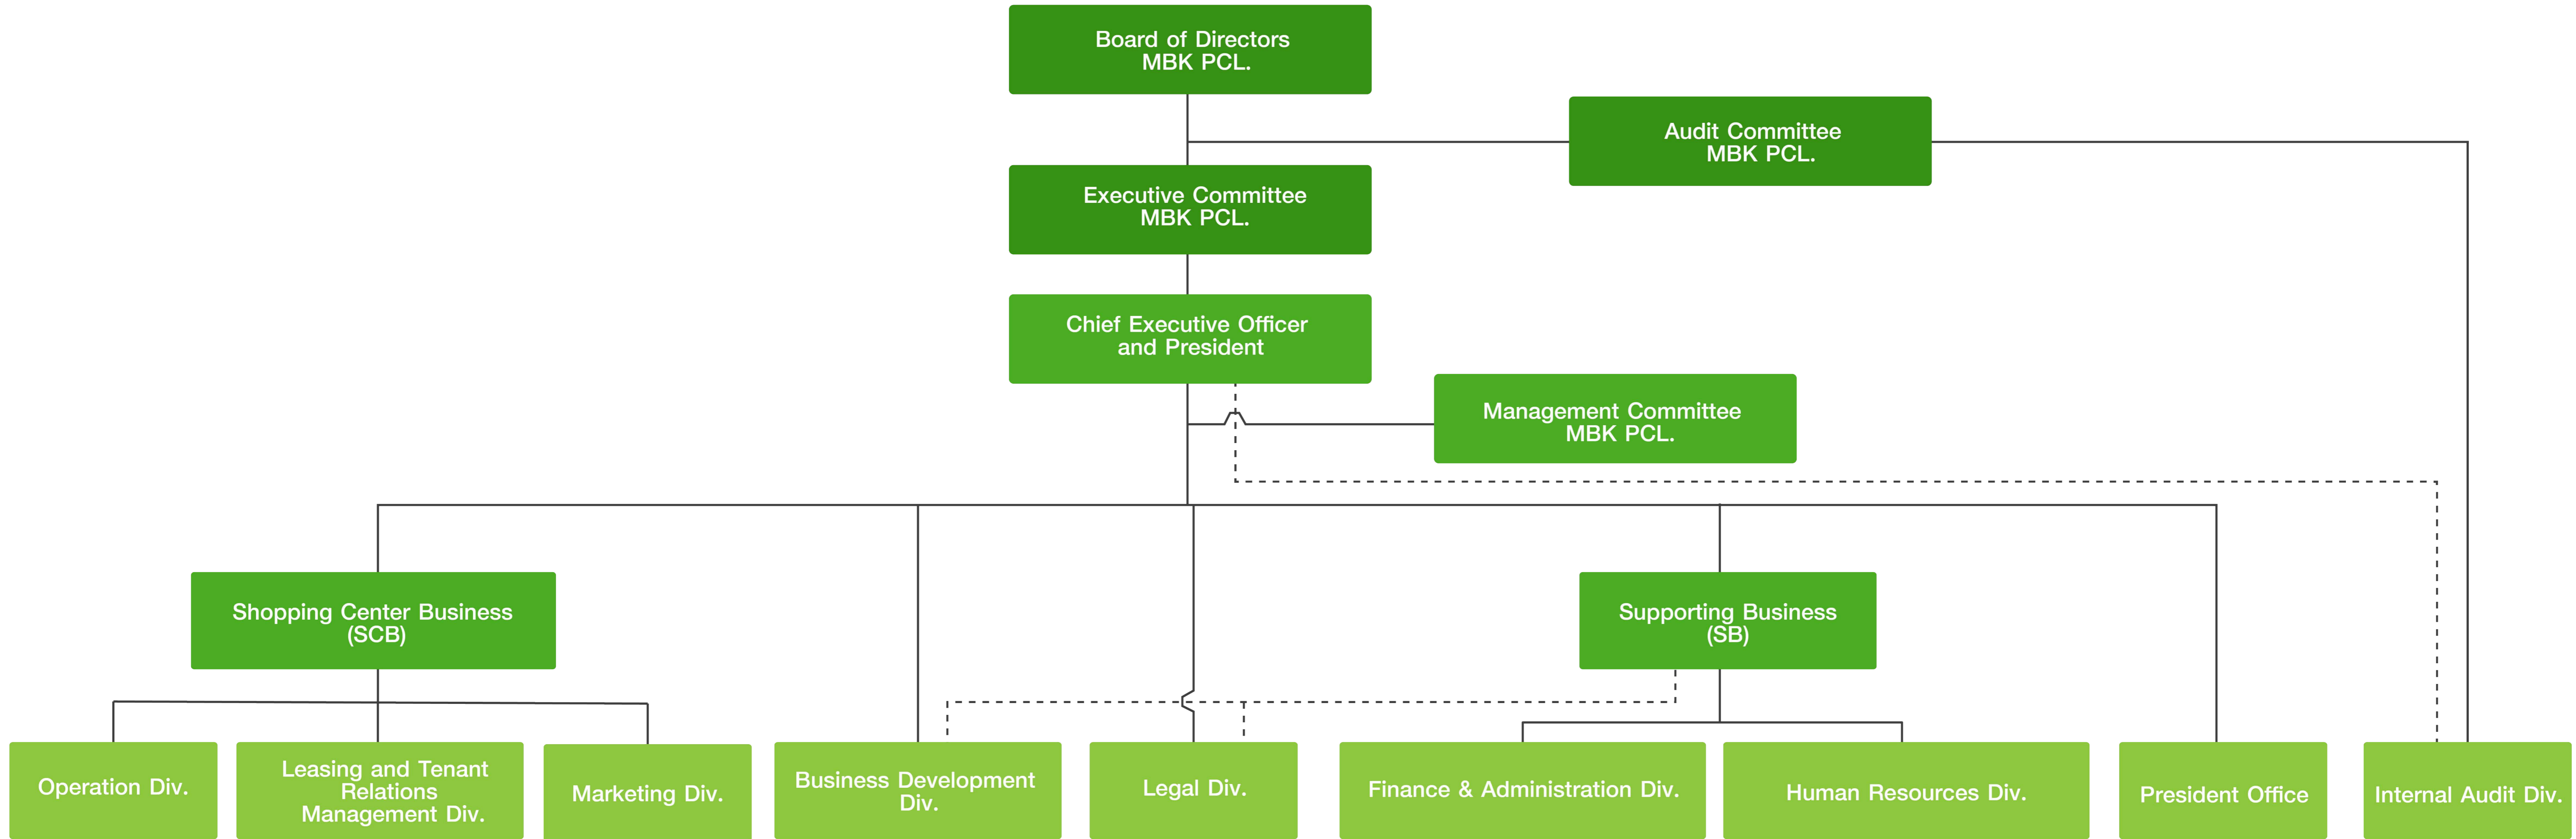 Board of Directors
MBK PCL.
Audit Committee
MBK PCL.
Executive Committee
MBK PCL.
Chief Executive Officer
and President
Management Committee
MBK PCL.
Shopping Center Business
(SCB)
Supporting Business
(SB)
Operation Div.
Leasing and Tenant
Relations
Management Div.
Marketing Div.
Business Development
Div.
Legal Div.
Finance & Administration Div.
Human Resources Div.
President Office
Internal Audit Div.